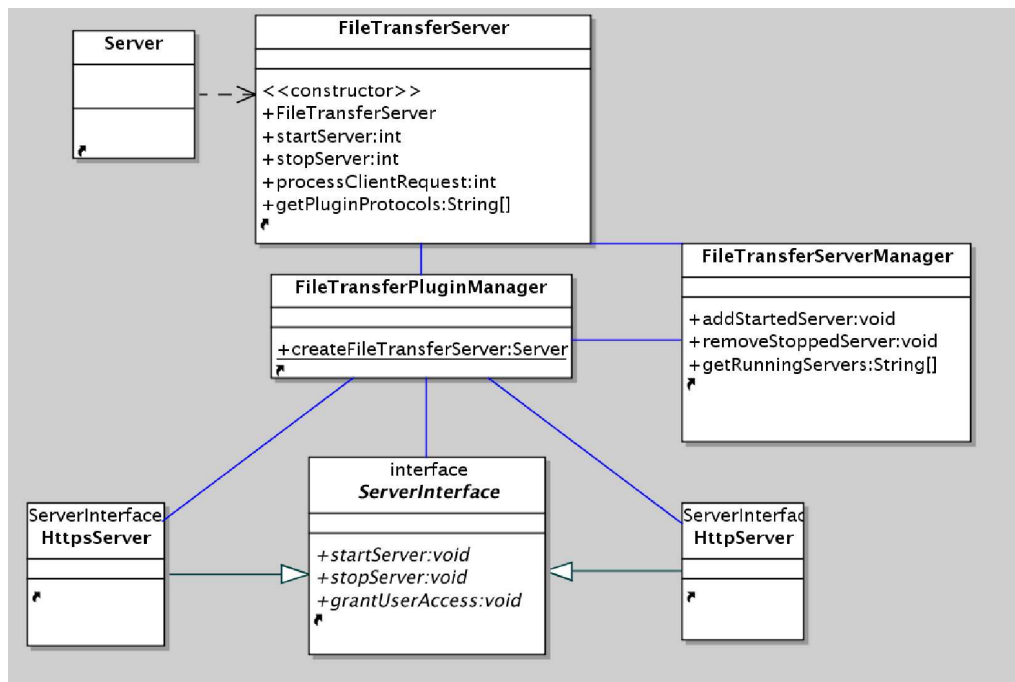 Server
FileTransferServer
<<constructor>>
+FileTransferServer
+startServer:int
+stopServer:int
+processClientRequest:int
+getPluginProtocols:String[]
FileTransferPluginManager
+createFileTransferServer:Server
FileTransferServerManager
+addStartedServer:void
+removeStoppedServer:void
+getRunningServers:String[]
ServerInterface
HttpsServer
interface
ServerInterface
+startServer:void
+stopServer:void
+grantUserAccess:void
ServerInterfac
HttpServer